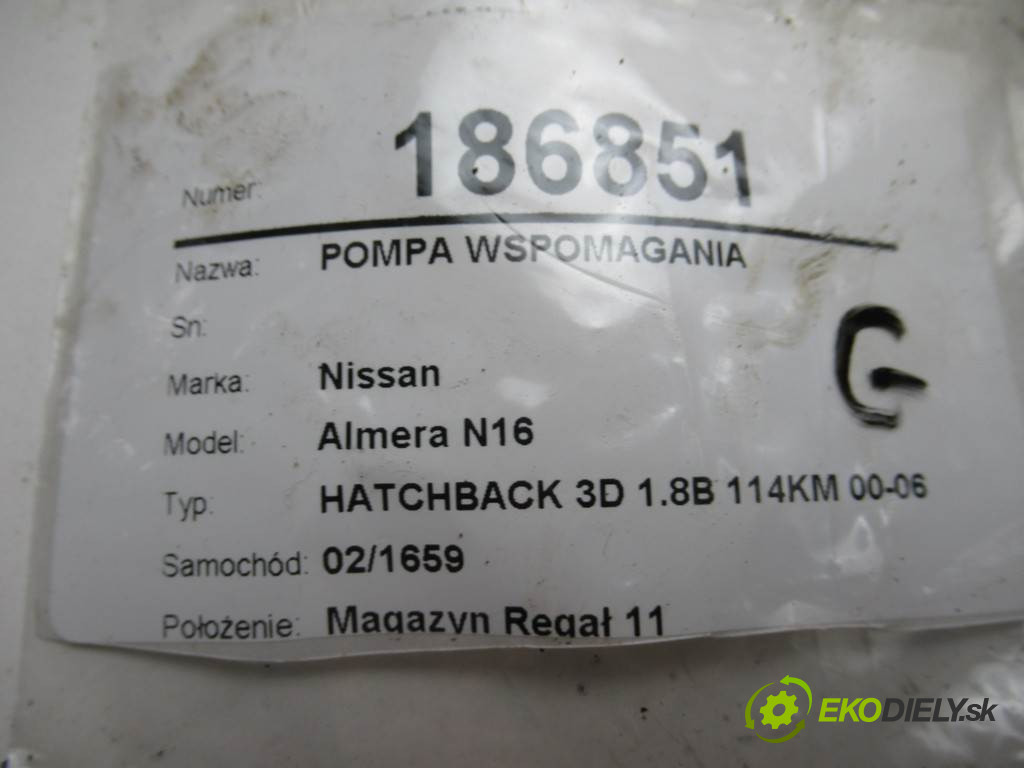 Numer: 186851
Nazwa: POMPA WSPOMAGANIA
Sn:
G
Marka: Nissan
Model: Almera N16
Typ: HATCHBACK 3D 1.8B 114KM 00-06
Samochód: 02/1659
Położenie: Magazyn Regał 11
EKODIELY.sk